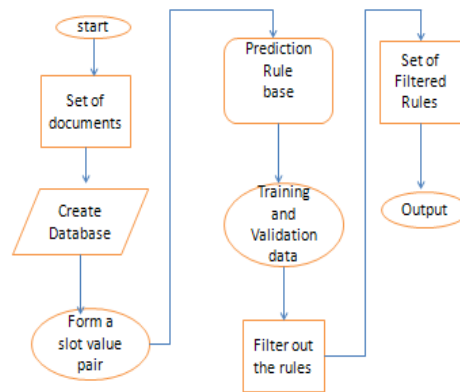 start
Set of
documents
Create
Database
Form a
slot value
pair
Prediction
Rule
base
Training
and
Validation
data
Filter out
the rules
Set of
Filtered
Rules
Output